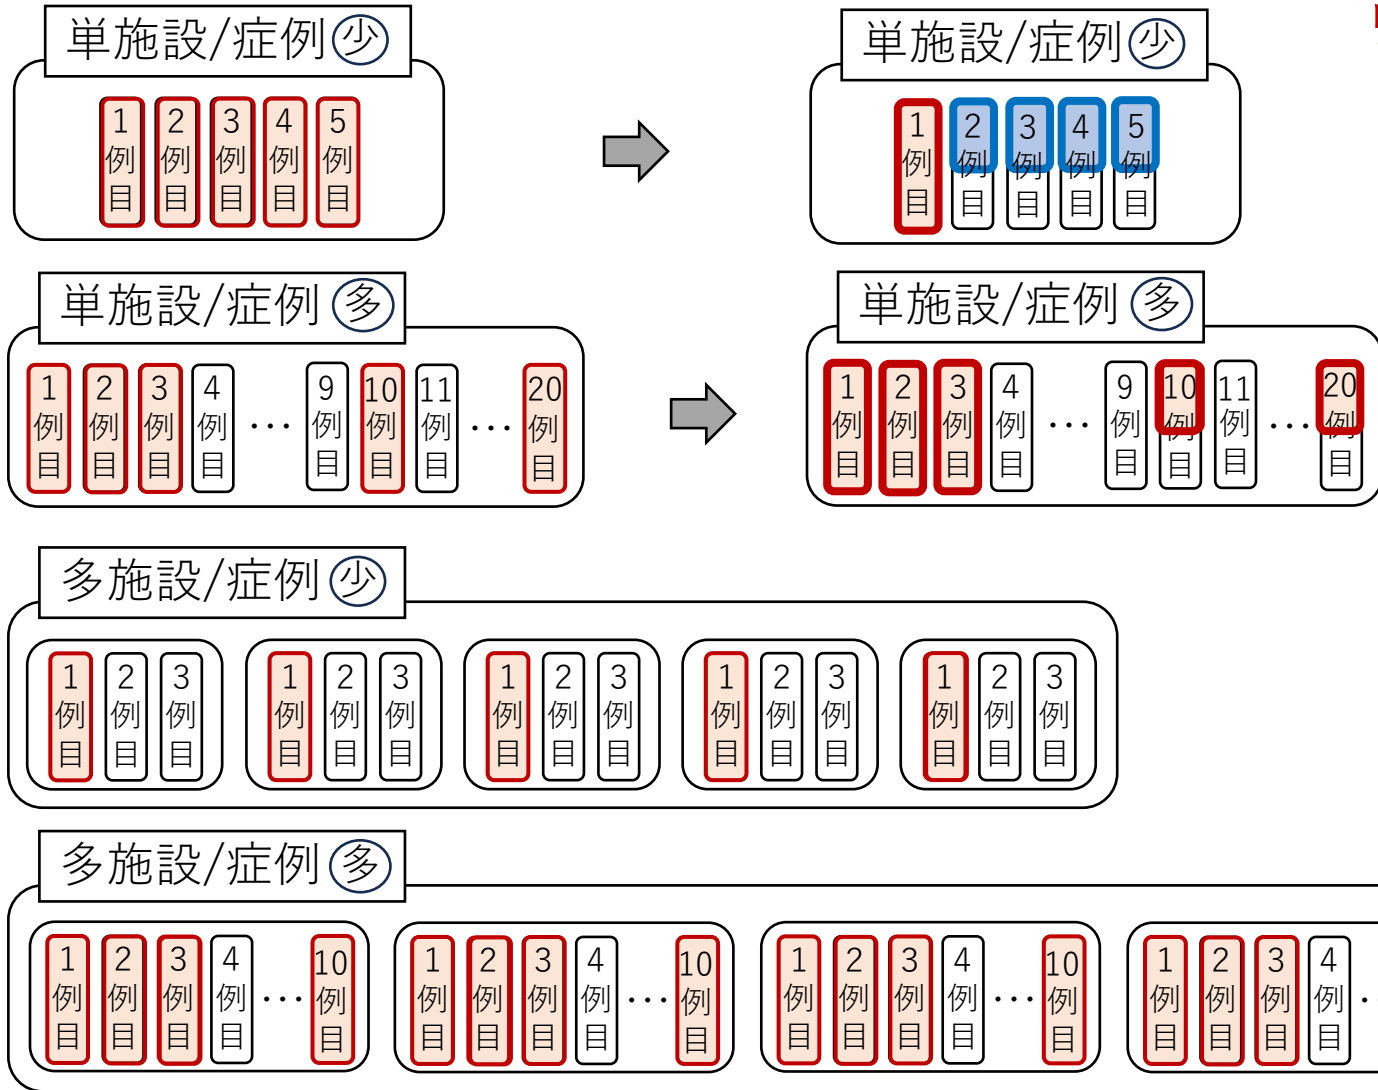 単施設/症例 少
1例目 2例目 3例目 4例目 5例目
単施設/症例 少
1例目 2例目 3例目 4例目 5例目
単施設/症例 多
1例目 2例目 3例目 4例目 … 9例目 10例目 11例目 … 20例目
単施設/症例 多
1例目 2例目 3例目 4例目 … 9例目 10例目 11例目 … 20例目
多施設/症例 少
1例目 2例目 3例目 1例目 2例目 3例目 1例目 2例目 3例目 1例目 2例目 3例目 1例目 2例目 3例目
多施設/症例 多
1例目 2例目 3例目 4例目 … 10例目 1例目 2例目 3例目 4例目 … 10例目 1例目 2例目 3例目 4例目 … 10例目 1例目 2例目 3例目 4例目 ‥